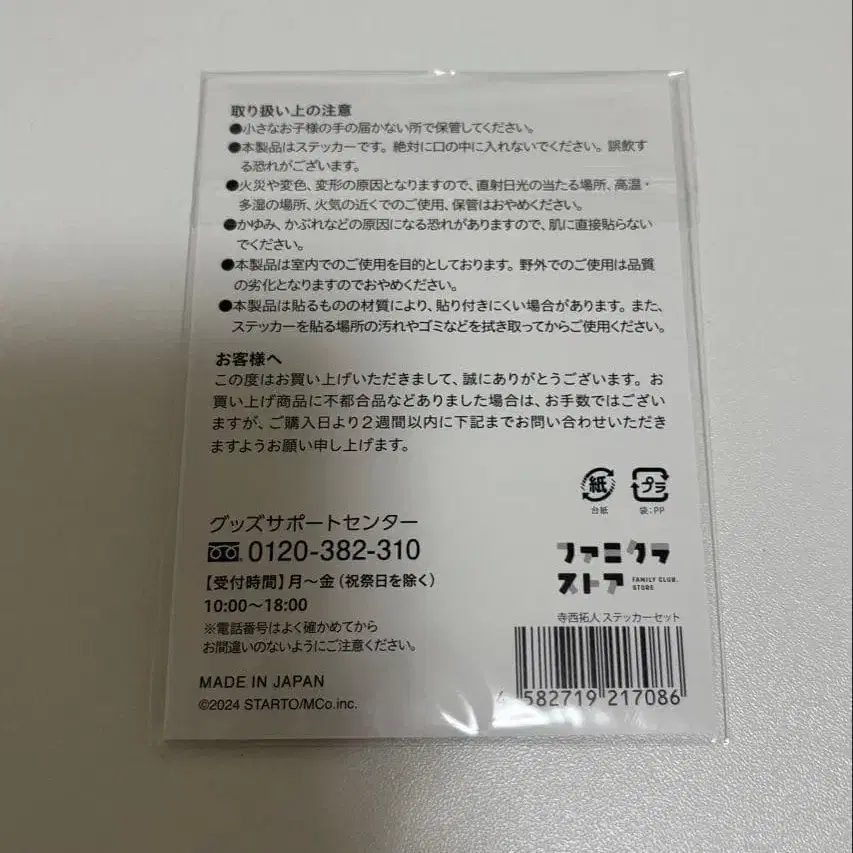 取り扱い上の注意
●小さなお子様の手の届かない所で保管してください。
●本製品はステッカーです。絶対に口の中に入れないでください。誤飲す
る恐れがございます。
●火災や変色、変形の原因となりますので、直射日光の当たる場所、高温・
多湿の場所、火気の近くでのご使用、保管はおやめください。
●かゆみ、かぶれなどの原因になる恐れがありますので、肌に直接貼らない
でください。
●本製品は室内でのご使用を目的としております。野外でのご使用は品質
の劣化となりますのでおやめください。
●本製品は貼るものの材質により、貼り付きにくい場合があります。また、
ステッカーを貼る場所の汚れやゴミなどを拭き取ってからご使用ください。
お客様へ
この度はお買い上げいただきまして、誠にありがとうございます。お
買い上げ商品に不都合品などありました場合は、お手数ではござい
ますが、ご購入日より2週間以内に下記までお問い合わせいただき
ますようお願い申し上げます。
紙
台紙
プラ
袋:PP
グッズサポートセンター
0120-382-310
【受付時間】月〜金（祝祭日を除く）
10:00〜18:00
※電話番号はよく確かめてから
お間違いのないようにご注意ください。
MADE IN JAPAN
©2024 STARTO/MCo.inc.
ファミクラ
ストア
FAMILY CLUB.
STORE
寺西拓人 ステッカーセット
4 582719 217086